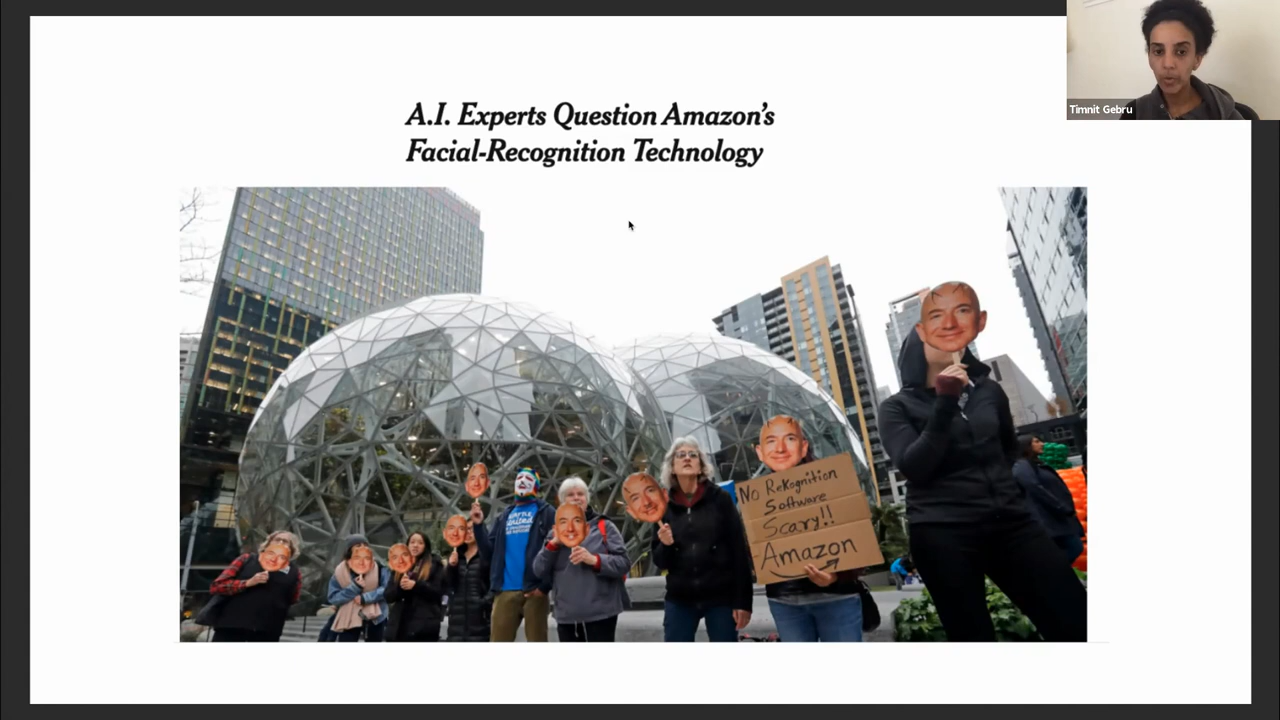 A.I. Experts Question Amazon's
Facial-Recognition Technology
Timnit Gebru
No Rekognition
Software
Scary!!
Amazon